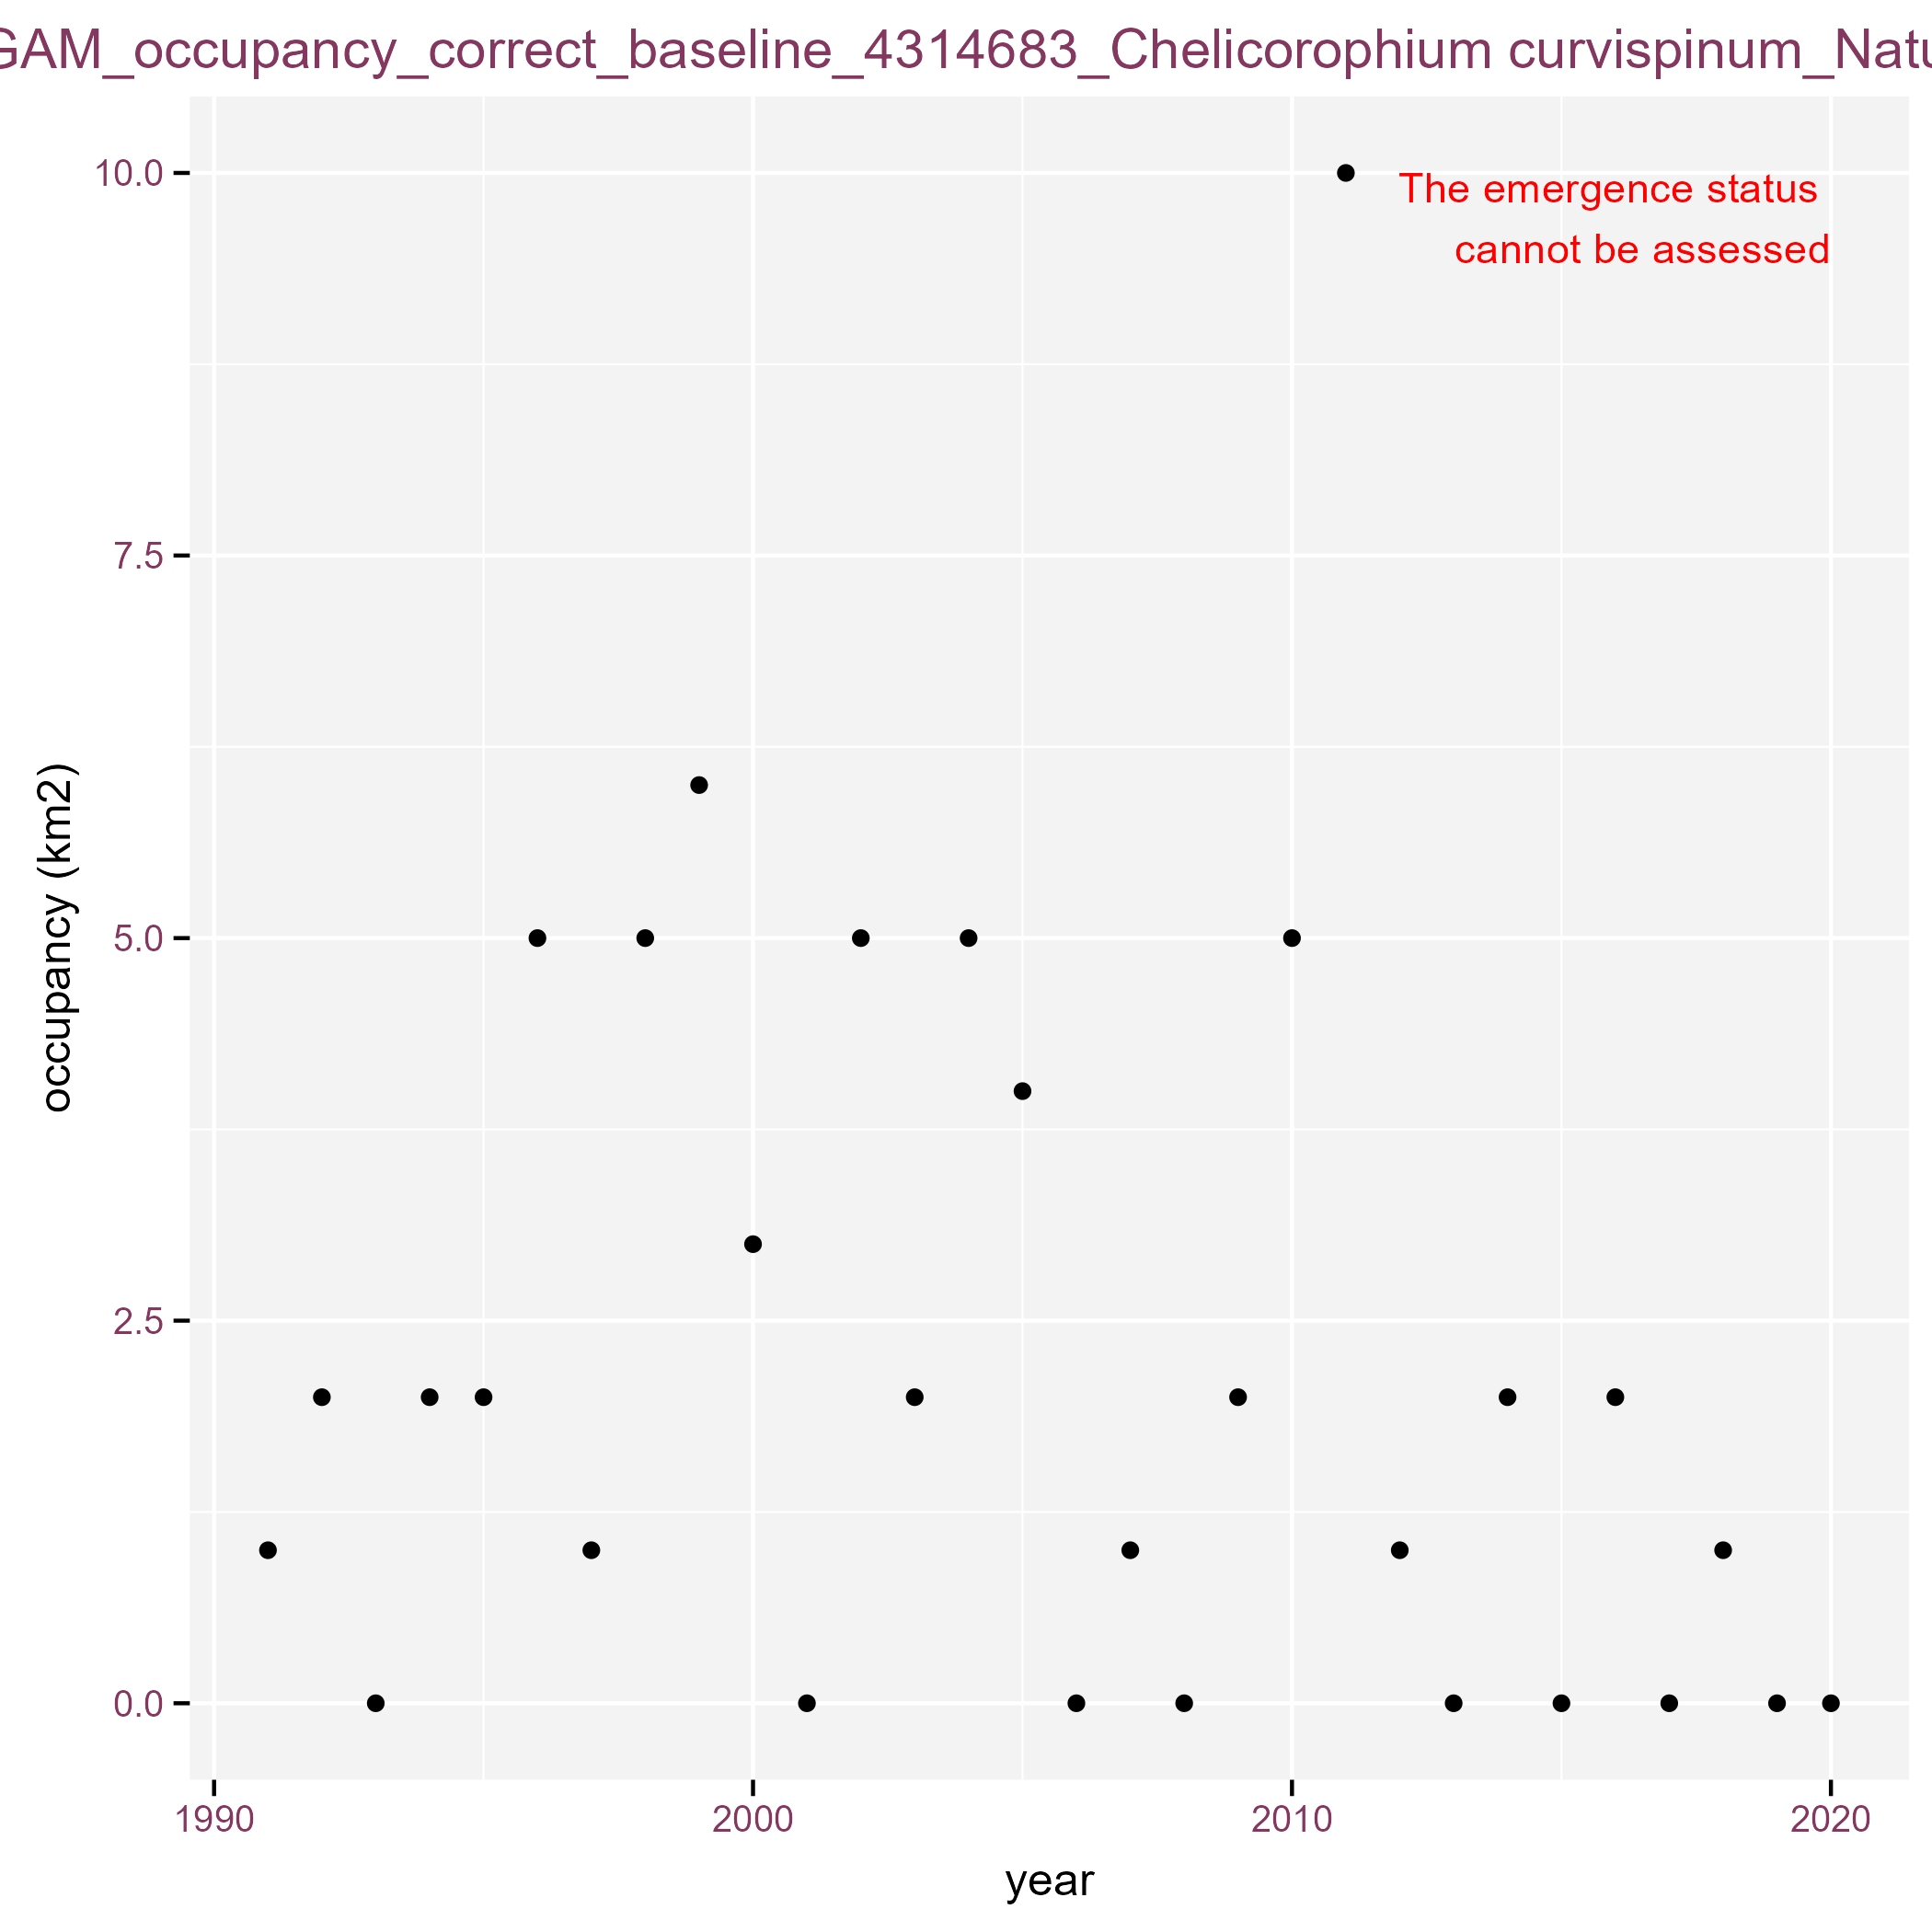 GAM_occupancy_correct_baseline_4314683_Chelicorophium curvispinum_Natu
10.0
The emergence status
cannot be assessed
7.5
5.0
2.5
0.0
occupancy (km2)
1990 2000 2010 2020
year